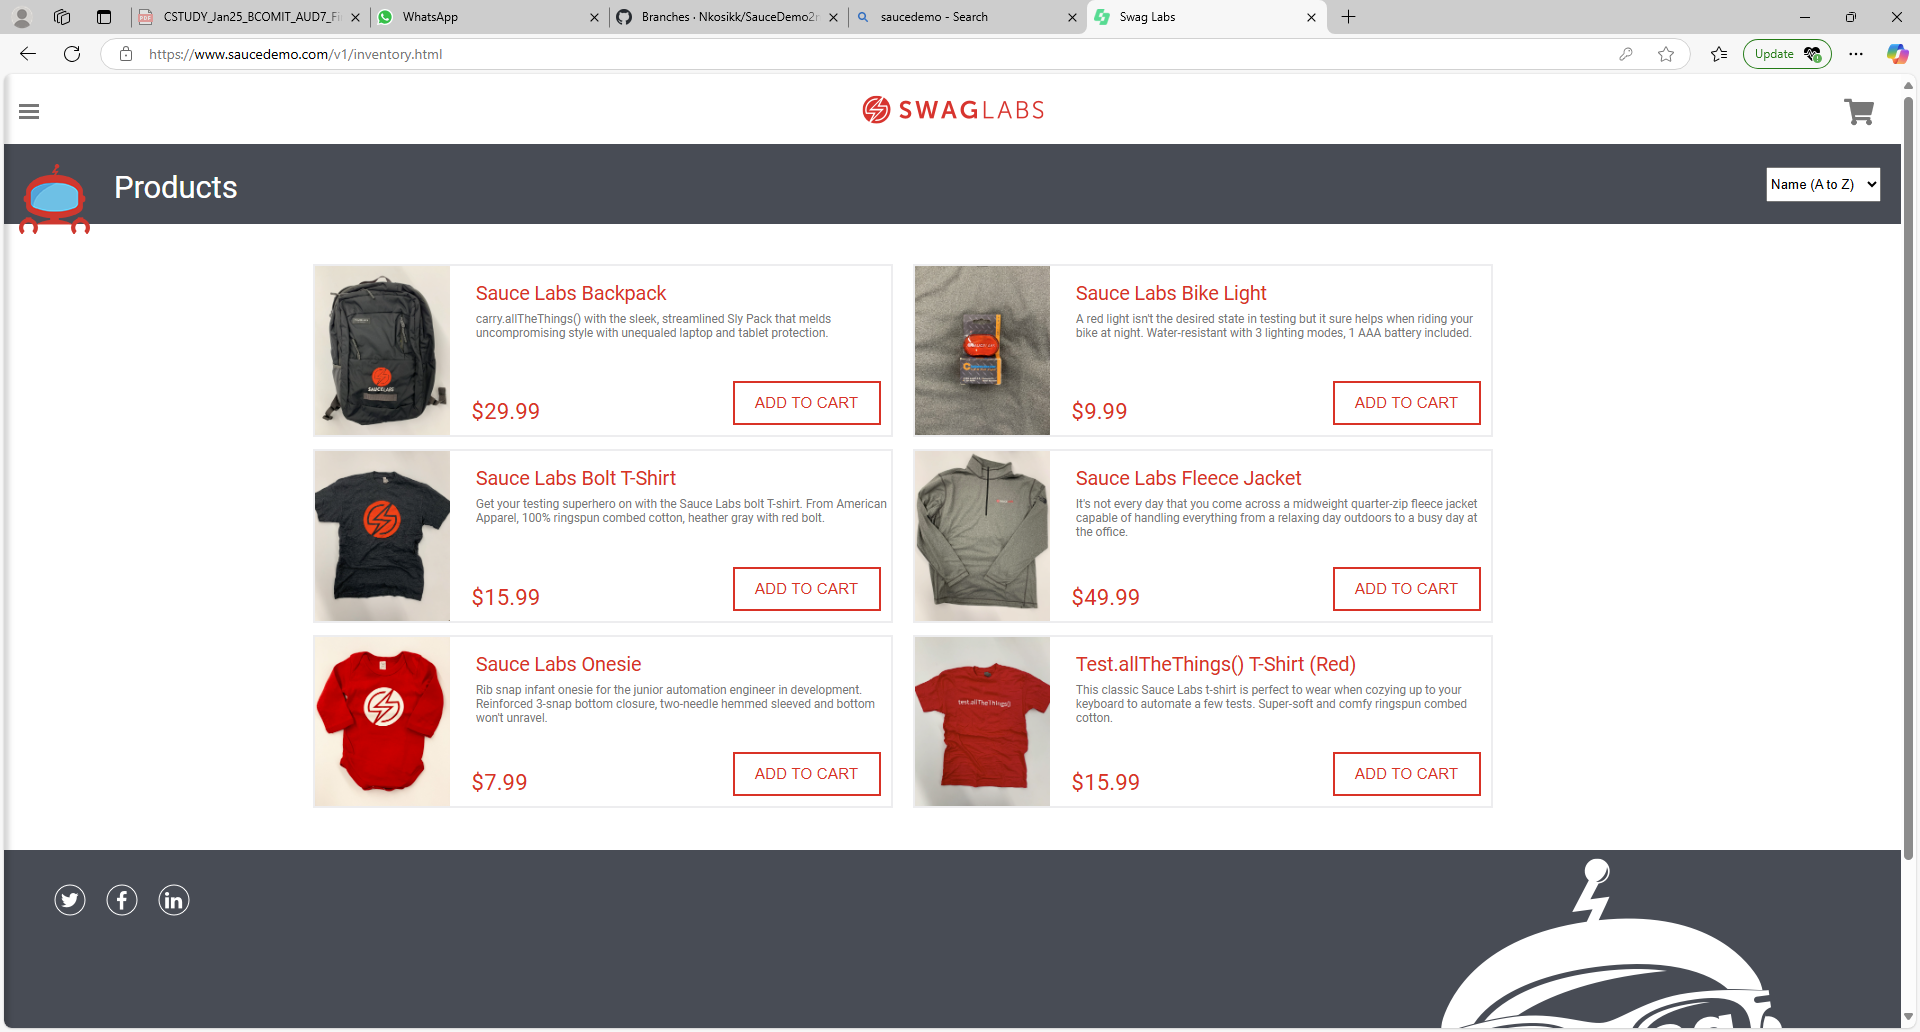 CSTUDY_Jan25_BCOMIT_AUD7_Fi
WhatsApp
Branches · Nkosikk/SauceDemo2
saucedemo - Search
Swag Labs
https://www.saucedemo.com/v1/inventory.html
Update
SWAGLABS
Products
Name (A to Z)
Sauce Labs Backpack
carry.allTheThings() with the sleek, streamlined Sly Pack that melds
uncompromising style with unequaled laptop and tablet protection.
$29.99
ADD TO CART
SAUCELABS
Sauce Labs Bike Light
A red light isn't the desired state in testing but it sure helps when riding your
bike at night. Water-resistant with 3 lighting modes, 1 AAA battery included.
$9.99
ADD TO CART
Sauce Labs Bolt T-Shirt
Get your testing superhero on with the Sauce Labs bolt T-shirt. From American
Apparel, 100% ringspun combed cotton, heather gray with red bolt.
$15.99
ADD TO CART
Sauce Labs Fleece Jacket
It's not every day that you come across a midweight quarter-zip fleece jacket
capable of handling everything from a relaxing day outdoors to a busy day at
the office.
$49.99
ADD TO CART
Sauce Labs Onesie
Rib snap infant onesie for the junior automation engineer in development.
Reinforced 3-snap bottom closure, two-needle hemmed sleeved and bottom
won't unravel.
$7.99
ADD TO CART
Test.allTheThings() T-Shirt (Red)
This classic Sauce Labs t-shirt is perfect to wear when cozying up to your
keyboard to automate a few tests. Super-soft and comfy ringspun combed
cotton.
$15.99
ADD TO CART
test.allTheThings()